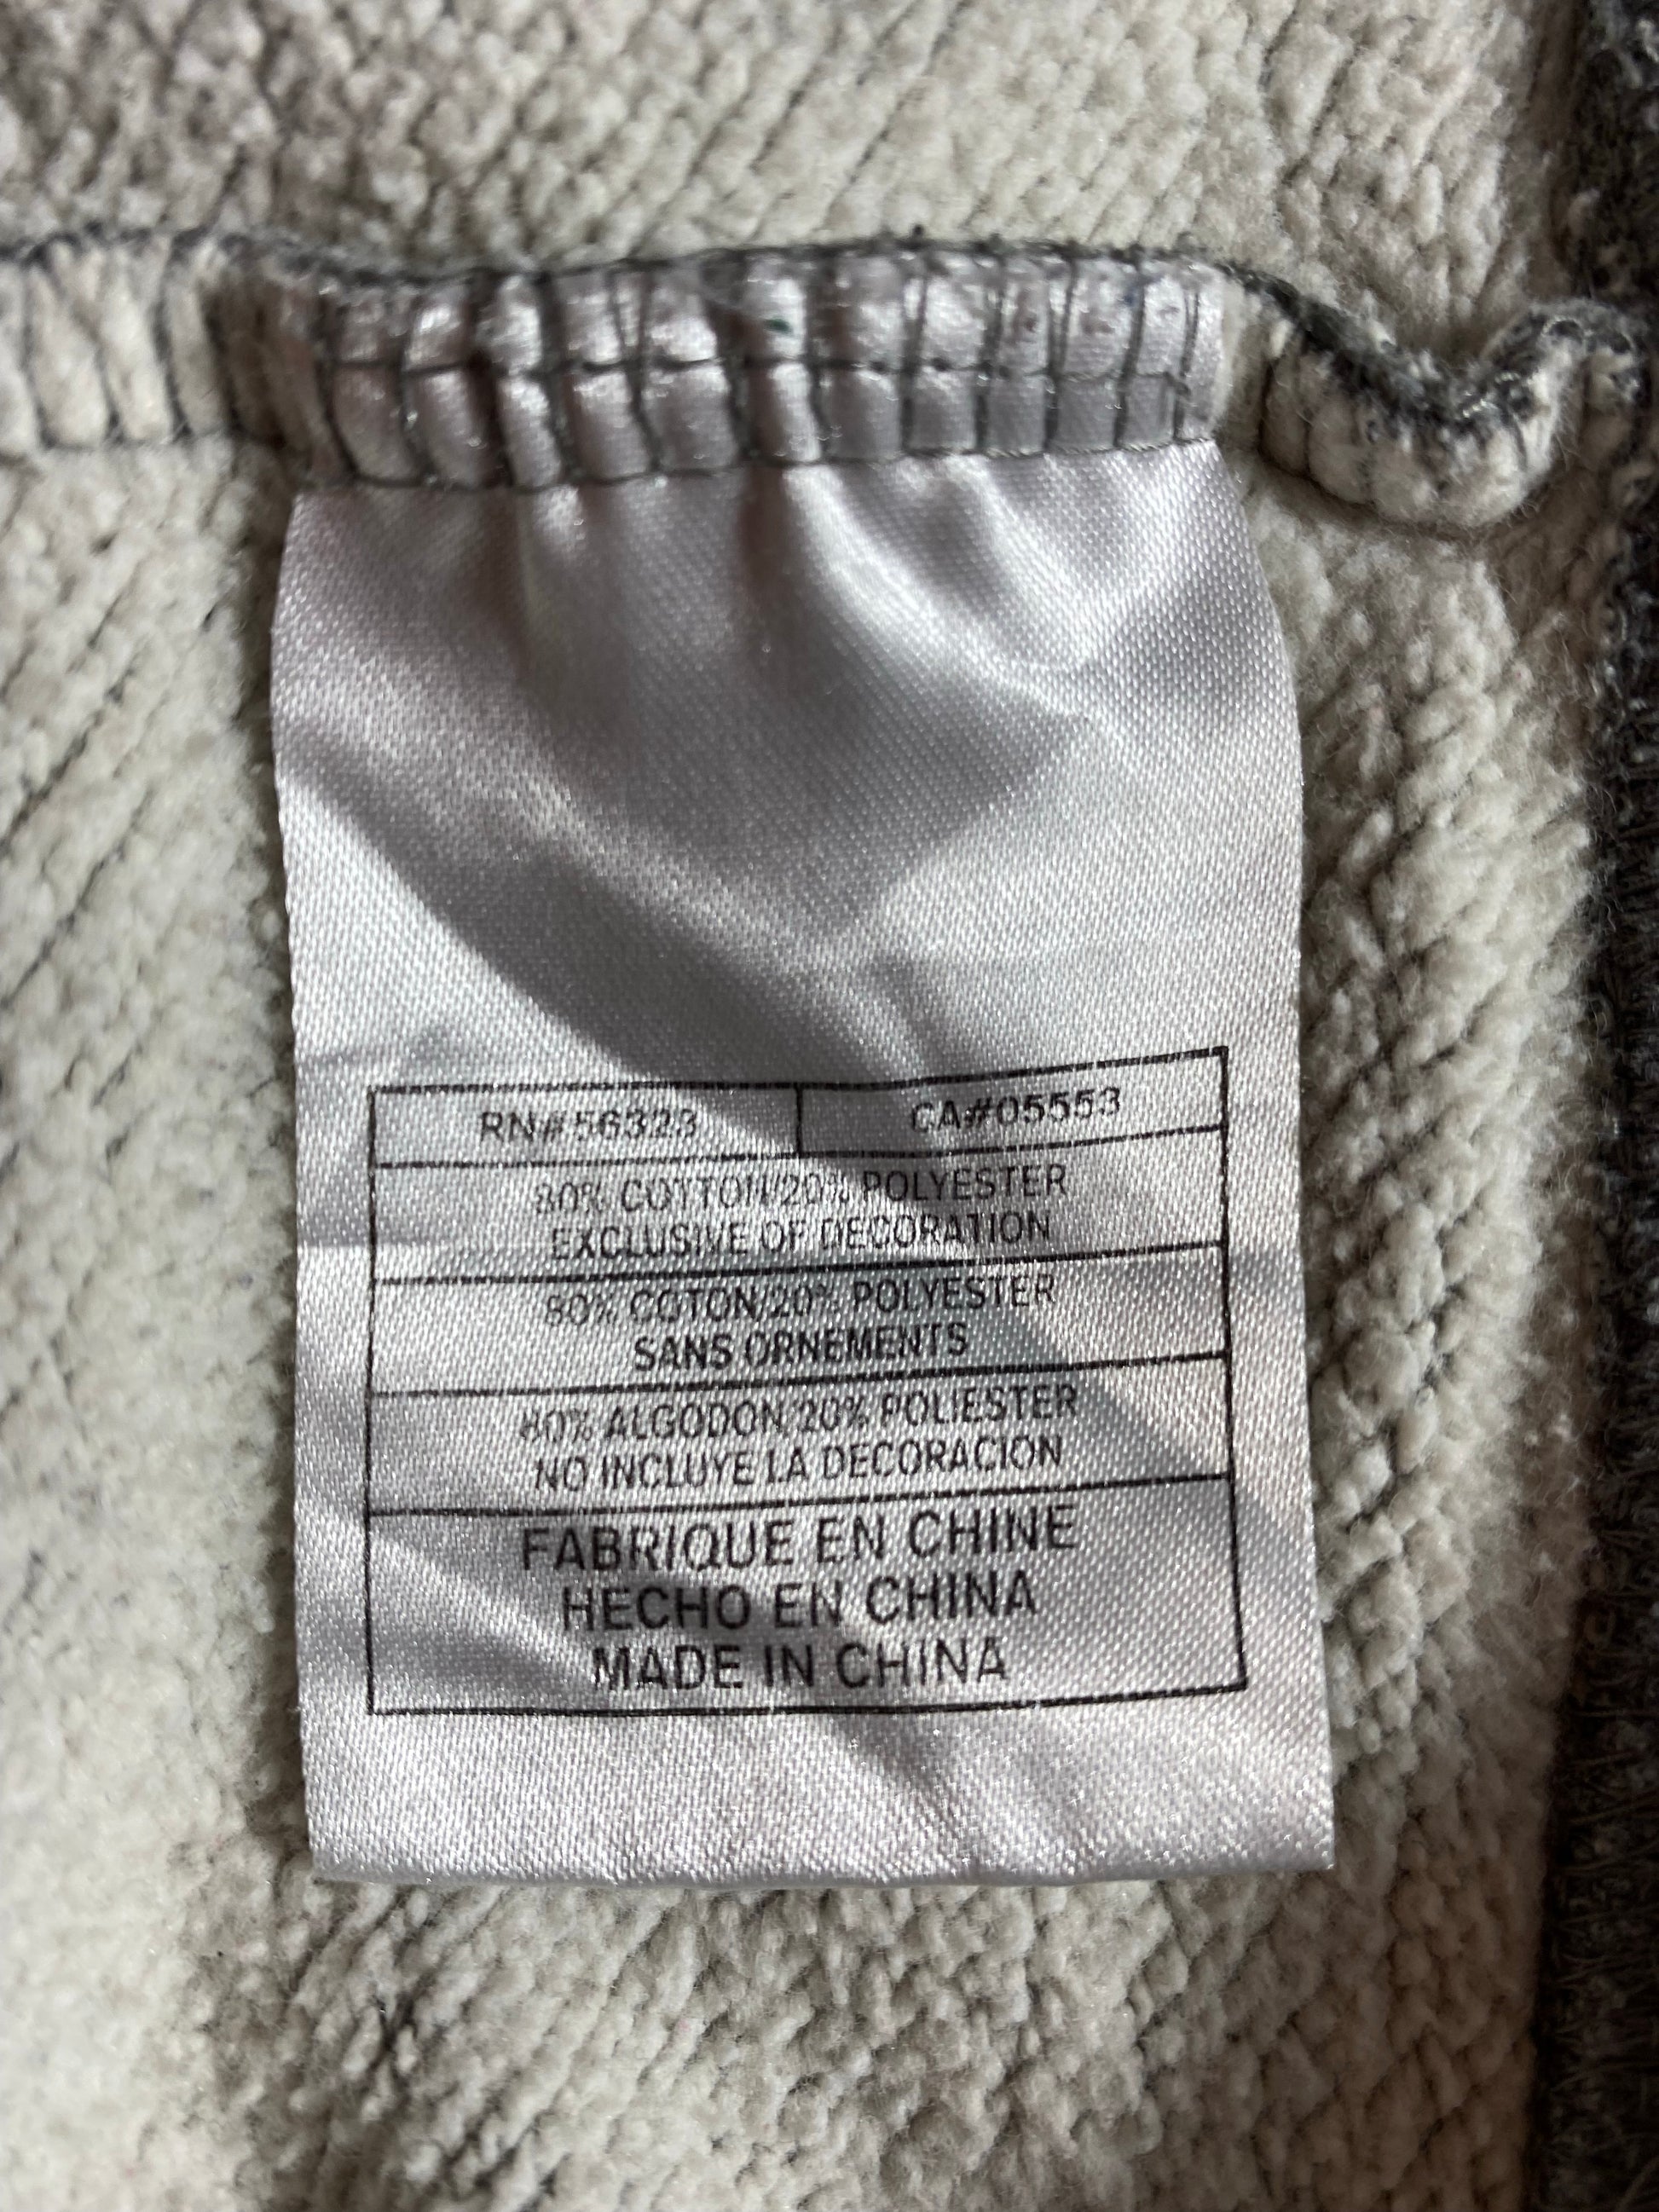 RN#56323 CA#05553
80% COTTON/20% POLYESTER
EXCLUSIVE OF DECORATION
80% COTON/20% POLYESTER
SANS ORNEMENTS
80% ALGODON/20% POLIESTER
NO INCLUYE LA DECORACION
FABRIQUE EN CHINE
HECHO EN CHINA
MADE IN CHINA